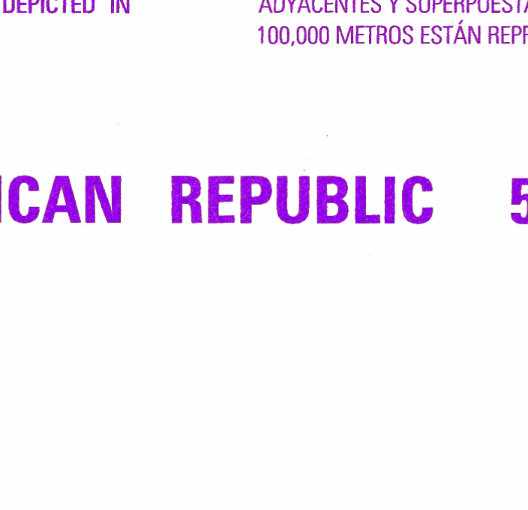 DEPICTED IN
ADYACENTES Y SUPERPUESTA
100,000 METROS ESTÁN REPR
ICAN REPUBLIC 5